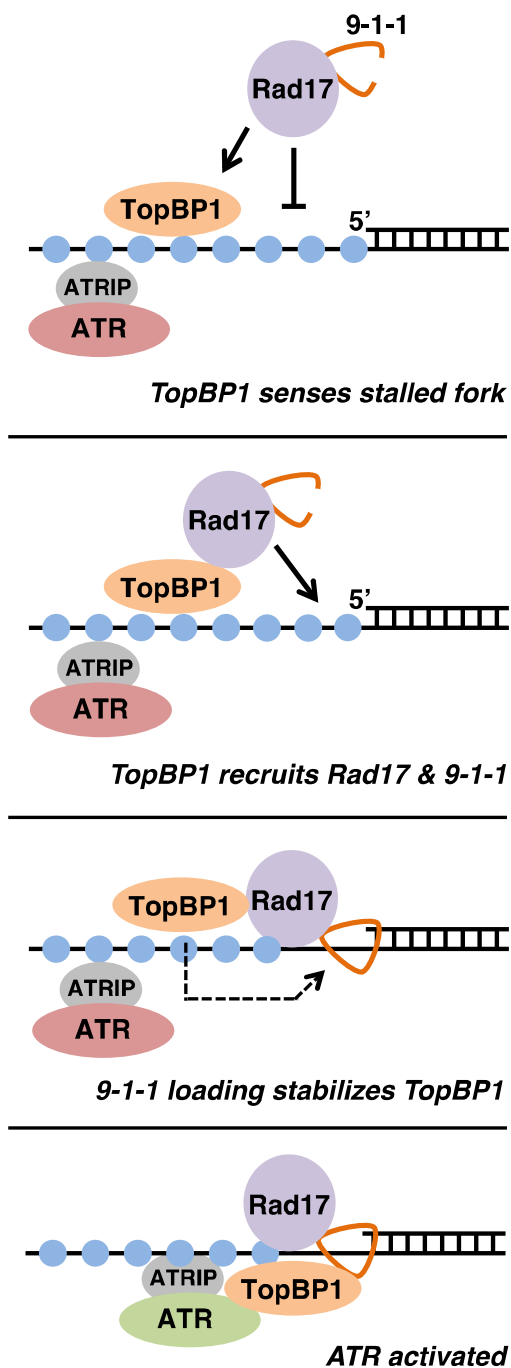 9-1-1
Rad17
TopBP1
5’
ATRIP
ATR
TopBP1 senses stalled fork
Rad17
TopBP1
5’
ATRIP
ATR
TopBP1 recruits Rad17 & 9-1-1
TopBP1
Rad17
ATRIP
ATR
9-1-1 loading stabilizes TopBP1
Rad17
ATRIP
TopBP1
ATR
ATR activated